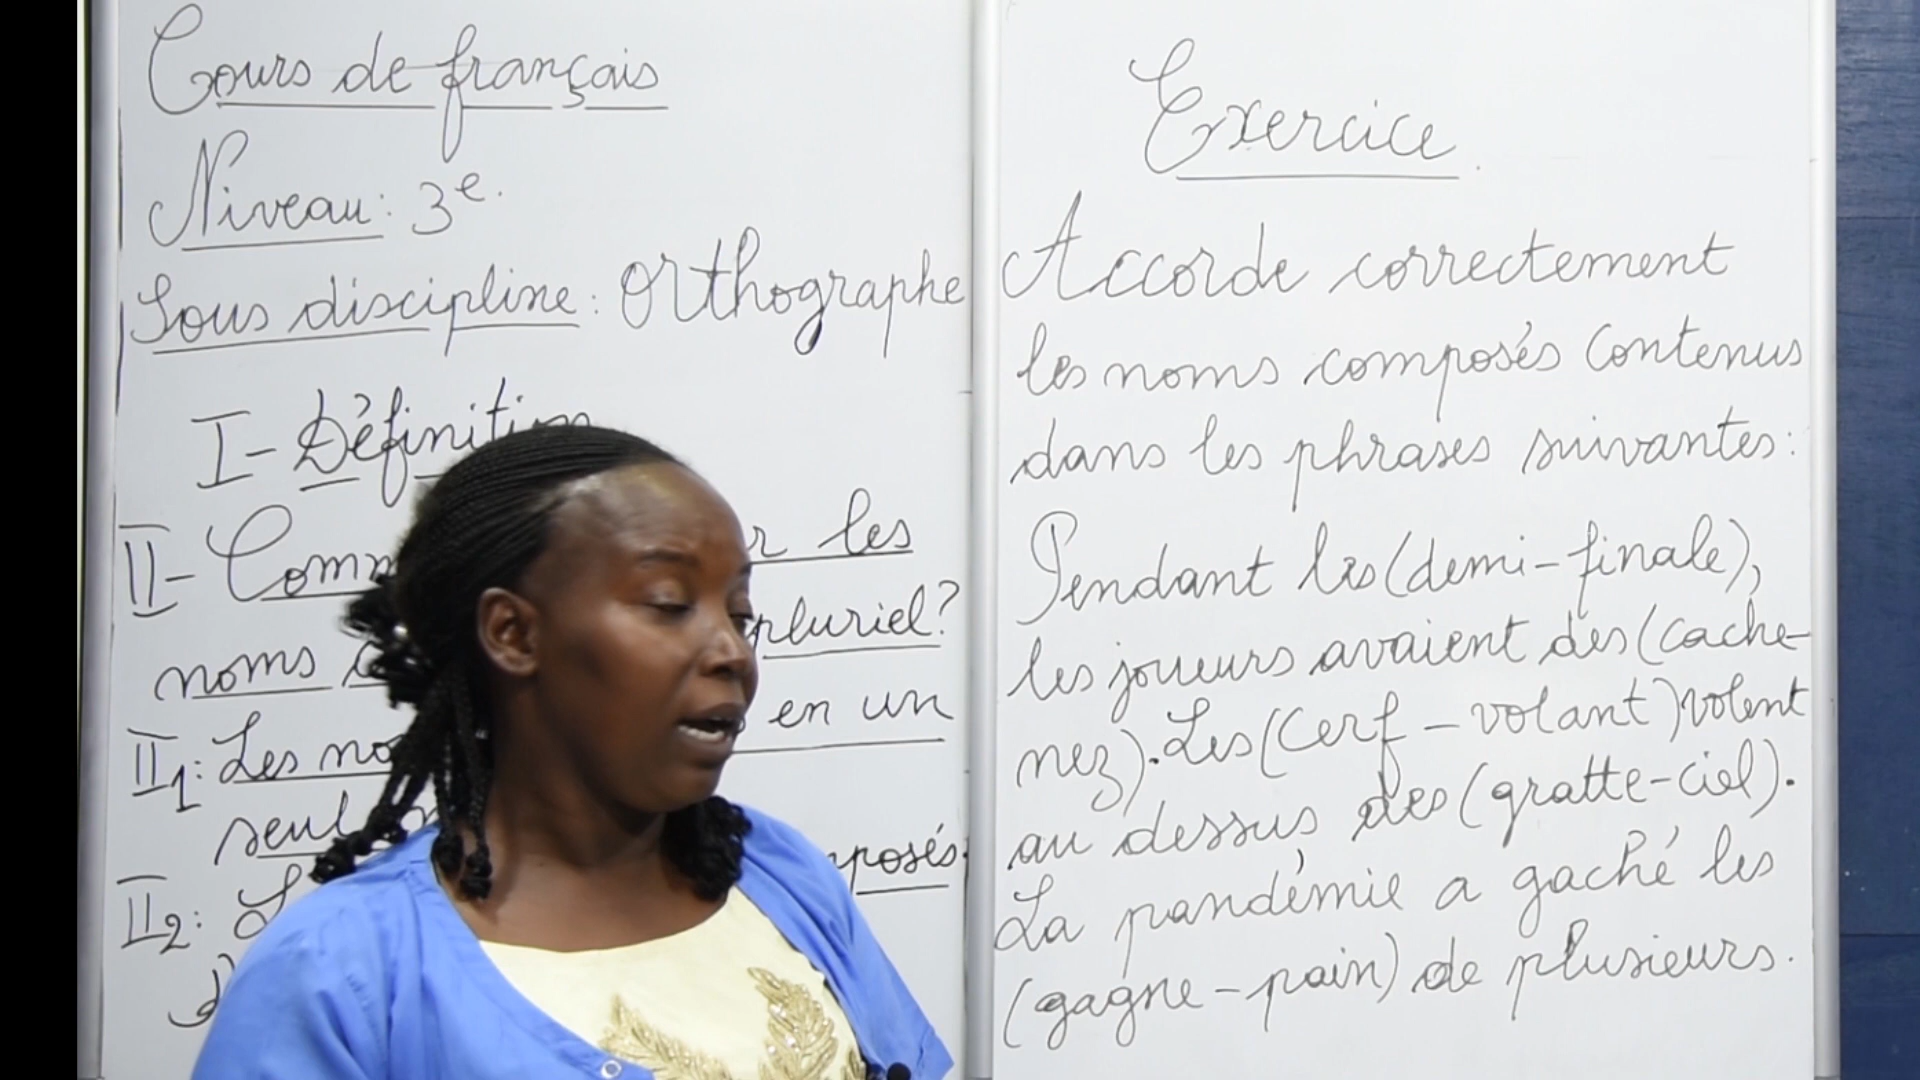 Cours de français
Niveau: 3e.
Sous discipline: Orthographe
I- Définition
II- les
noms pluriel?
II1: Les en un
seul
II2:
Exercice
Accorde correctement
les noms composés contenus
dans les phrases suivantes:
Pendant les (demi-finale),
les joueurs avaient des (cache-
nez). Les (cerf-volant) volent
au dessus des (gratte-ciel).
La pandémie a gaché les
(gagne-pain) de plusieurs.